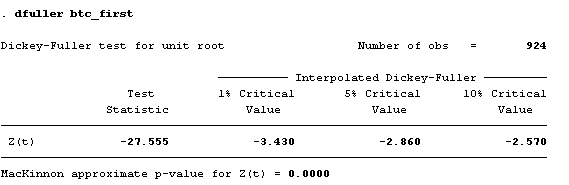 . dfuller btc_first
Dickey-Fuller test for unit root Number of obs = 924
Interpolated Dickey-Fuller
Test 1% Critical 5% Critical 10% Critical
Statistic Value Value Value
Z(t) -27.555 -3.430 -2.860 -2.570
MacKinnon approximate p-value for Z(t) = 0.0000